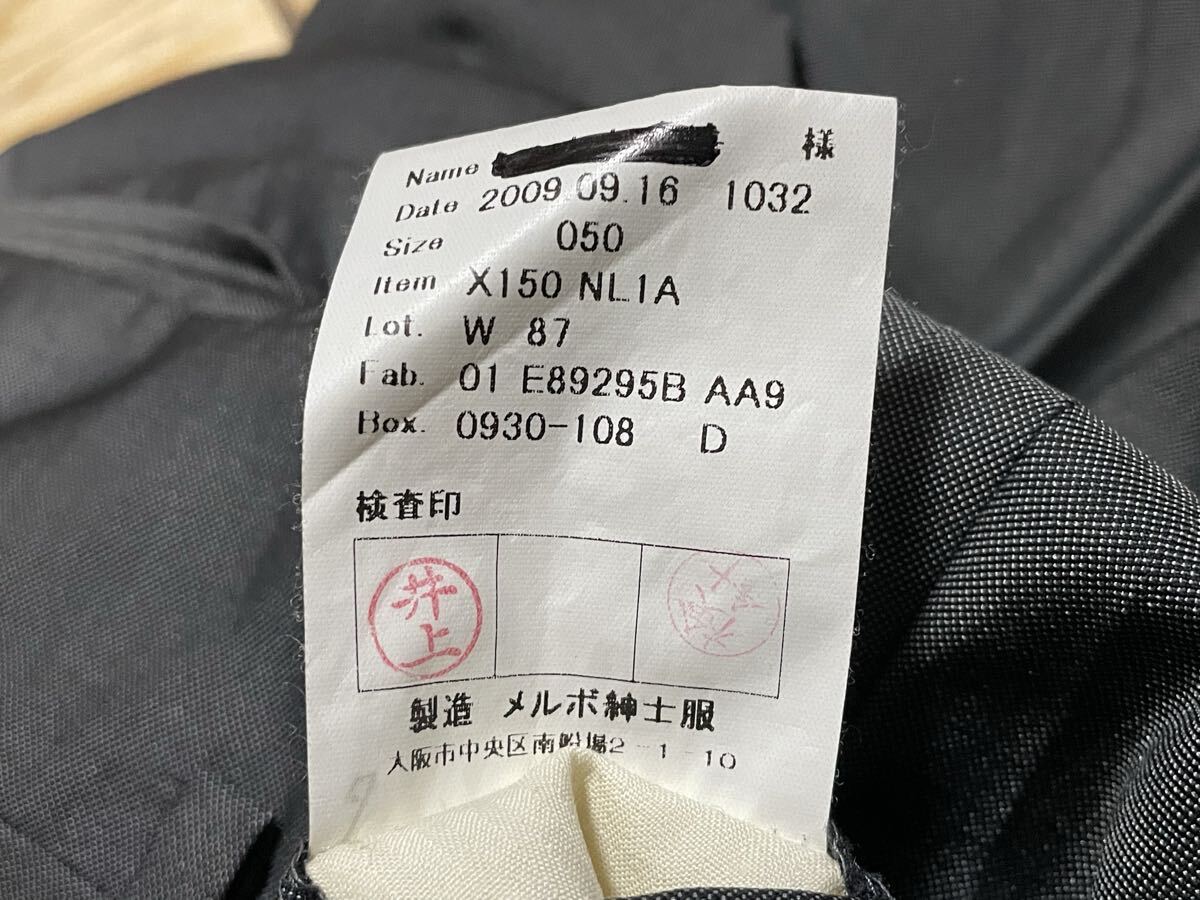 Name 様
Date 2009 09.16 1032
Size 050
Item X150 NL1A
Lot. W 87
Fab. 01 E89295B AA9
Box. 0930-108 D
検査印
井上
製造 メルボ紳士服
大阪市中央区南船場2-1-10